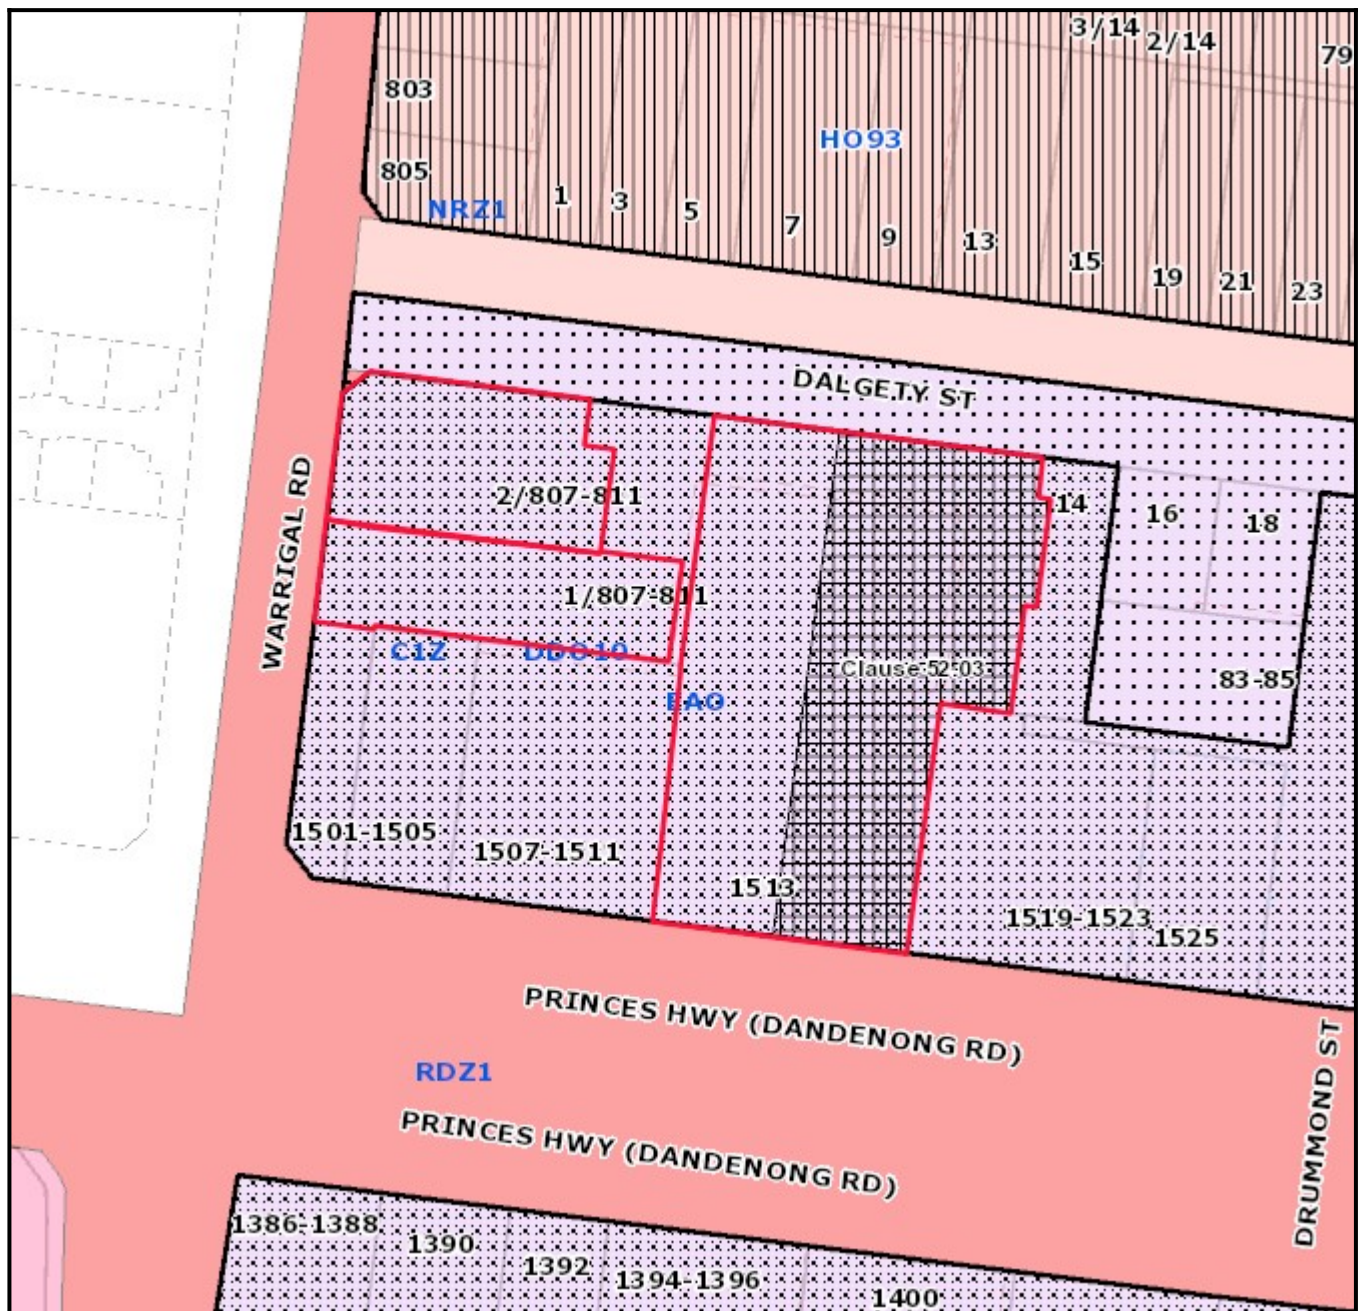 3/14
2/14
79
803
HO93
805
NRZ1
1
3
5
7
9
13
15
19
21
23
DALGETY ST
2/807-811
14
16
18
WARRIGAL RD
1/807-811
C1Z
DDO10
Clause 52.03
83-85
EAO
1501-1505
1507-1511
1513
1519-1523
1525
PRINCES HWY (DANDENONG RD)
RDZ1
DRUMMOND ST
PRINCES HWY (DANDENONG RD)
1386-1388
1390
1392
1394-1396
1400